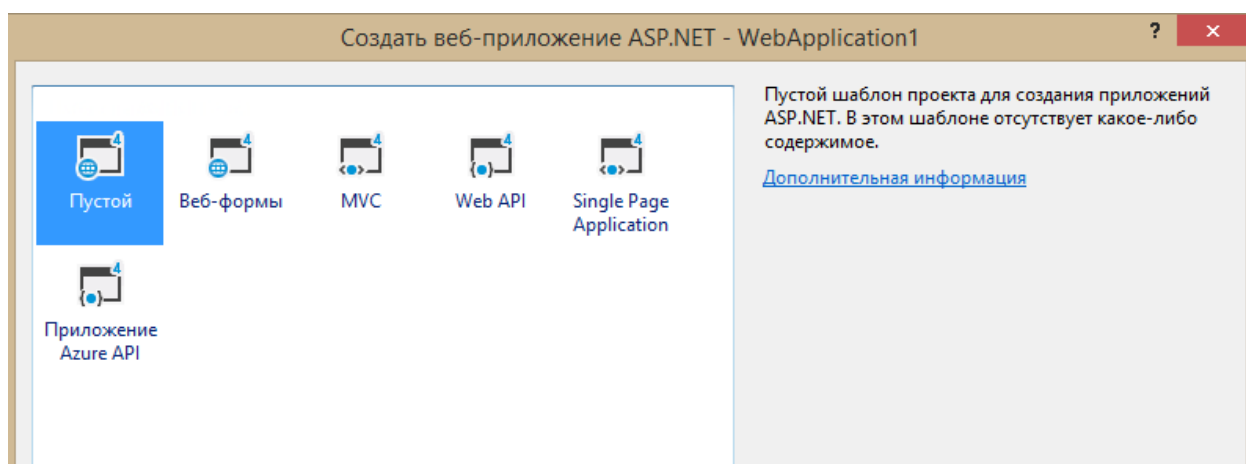 Создать веб-приложение ASP.NET - WebApplication1
?
×
Пустой шаблон проекта для создания приложений
ASP.NET. В этом шаблоне отсутствует какое-либо
содержимое.
Дополнительная информация
4
4
4
4
4
Пустой
Веб-формы
MVC
Web API
Single Page
Application
4
Приложение
Azure API